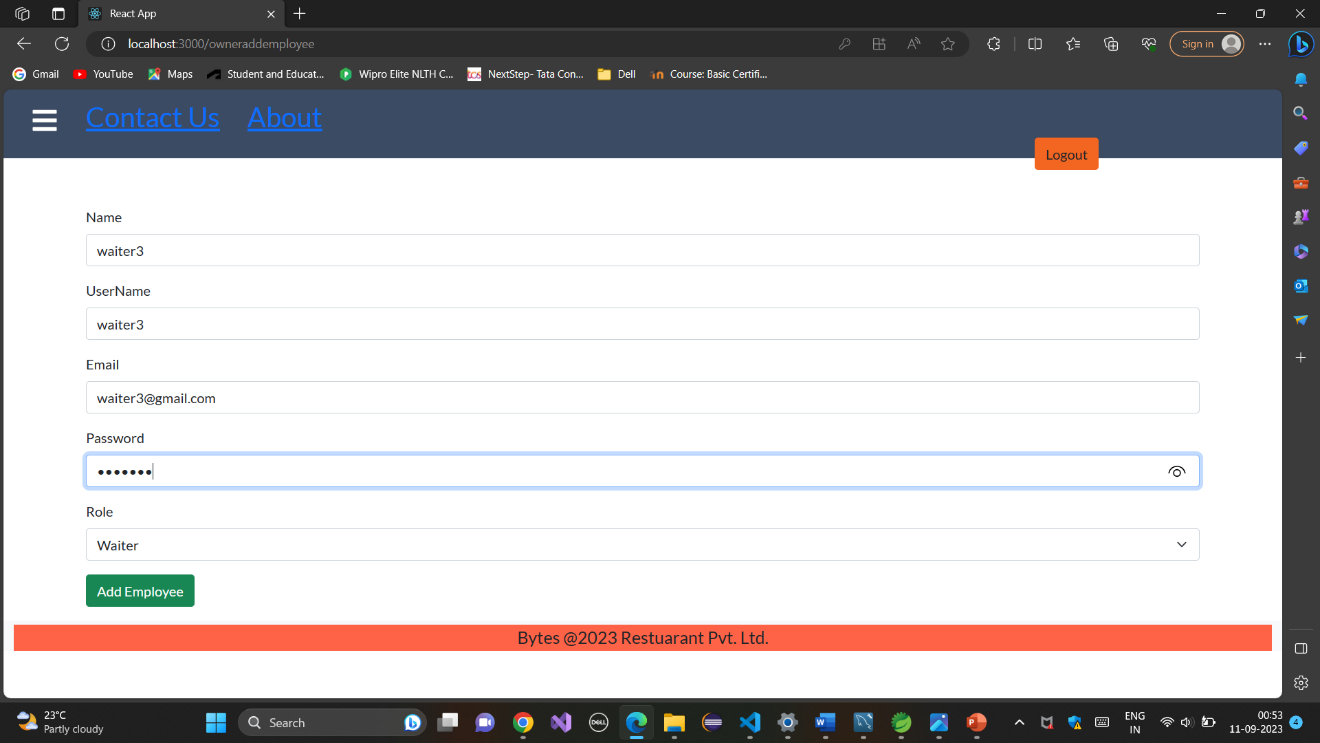 React App
localhost:3000/owneraddemployee
Sign in
Gmail
YouTube
Maps
Student and Educat...
Wipro Elite NLTH C...
NextStep- Tata Con...
Dell
Course: Basic Certifi...
Contact Us
About
Logout
Name
waiter3
UserName
waiter3
Email
waiter3@gmail.com
Password
•••••••
Role
Waiter
Add Employee
Bytes @2023 Restuarant Pvt. Ltd.
23°C
Partly cloudy
Search
DELL
ENG
IN
00:53
11-09-2023
4